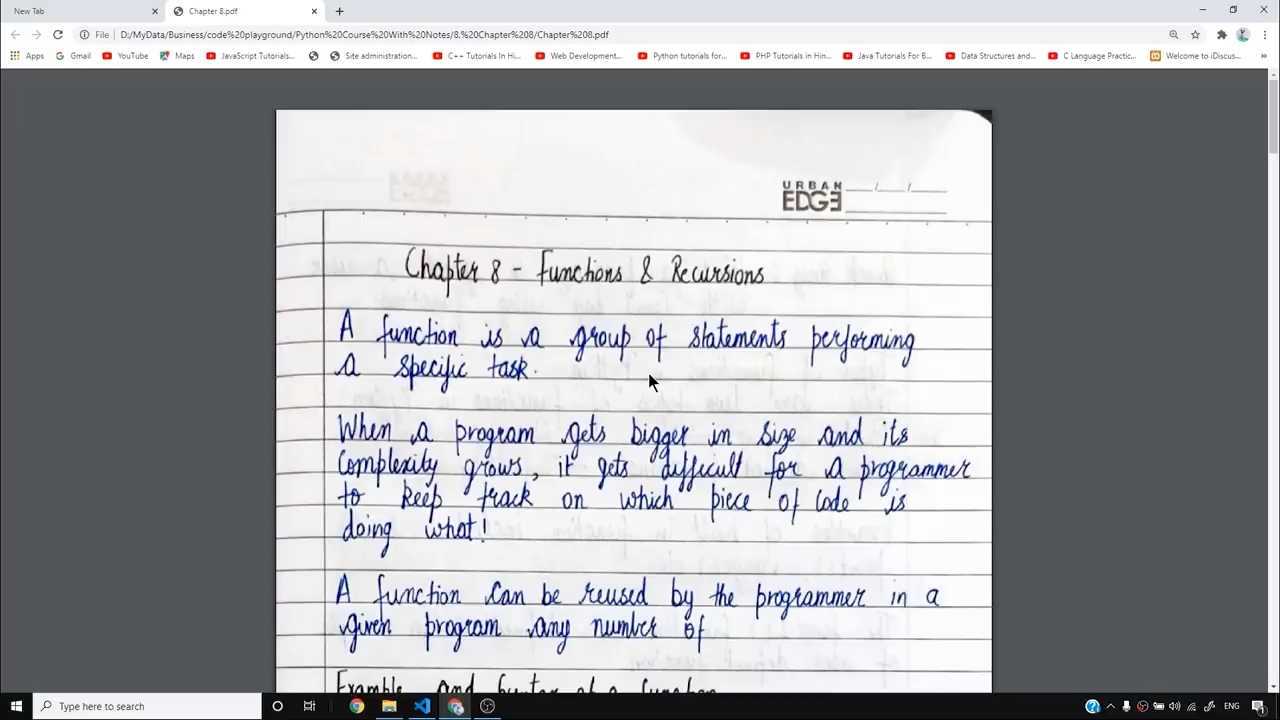 New Tab
Chapter 8.pdf
File
D:/MyData/Business/code%20playground/Python%20Course%20With%20Notes/8.%20Chapter%208/Chapter%208.pdf
Apps Gmail YouTube Maps JavaScript Tutorials... Site administration... C++ Tutorials In Hi... Web Development... Python tutorials for... PHP Tutorials in Hin... Java Tutorials For B... Data Structures and... C Language Practic... Welcome to iDiscus... »
URBAN
EDGE
Chapter 8 - Functions & Recursions
A function is a group of statements performing
a specific task.
When a program gets bigger in size and its
Complexity grows, it gets difficult for a programmer
to keep track on which piece of code is
doing what!
A function can be reused by the programmer in a
given program any number of
Example and Syntax of a function
Type here to search
ENG